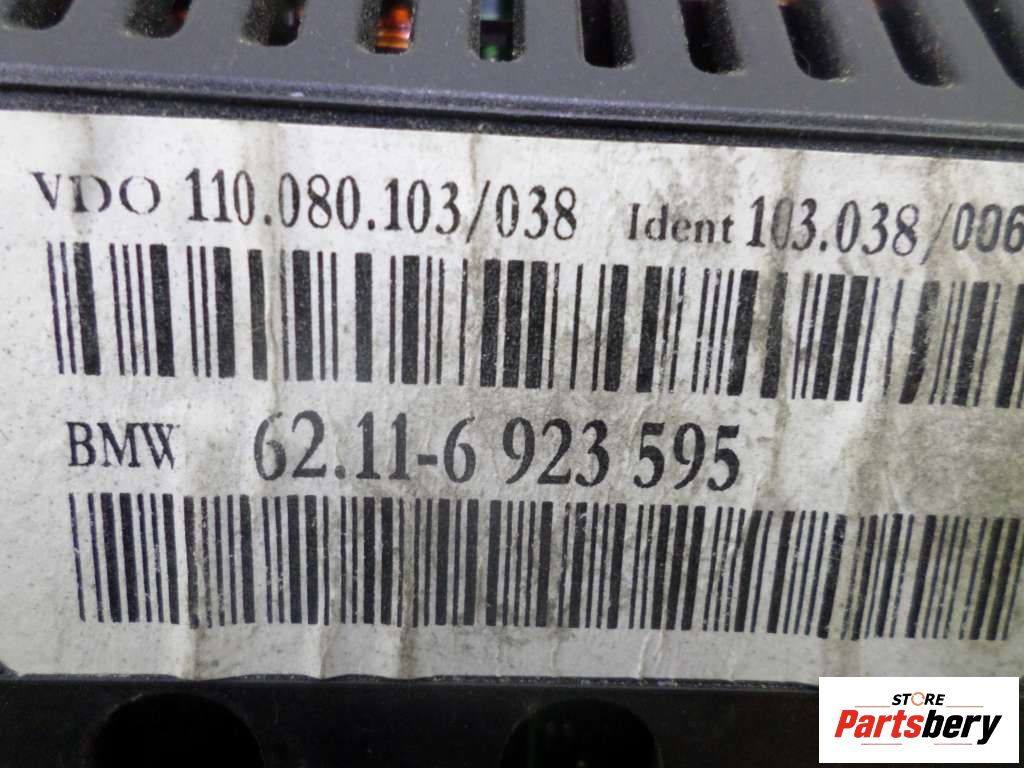 VDO 110.080.103/038 Ident 103.038/006
BMW 62.11-6 923 595
STORE
Partsbery